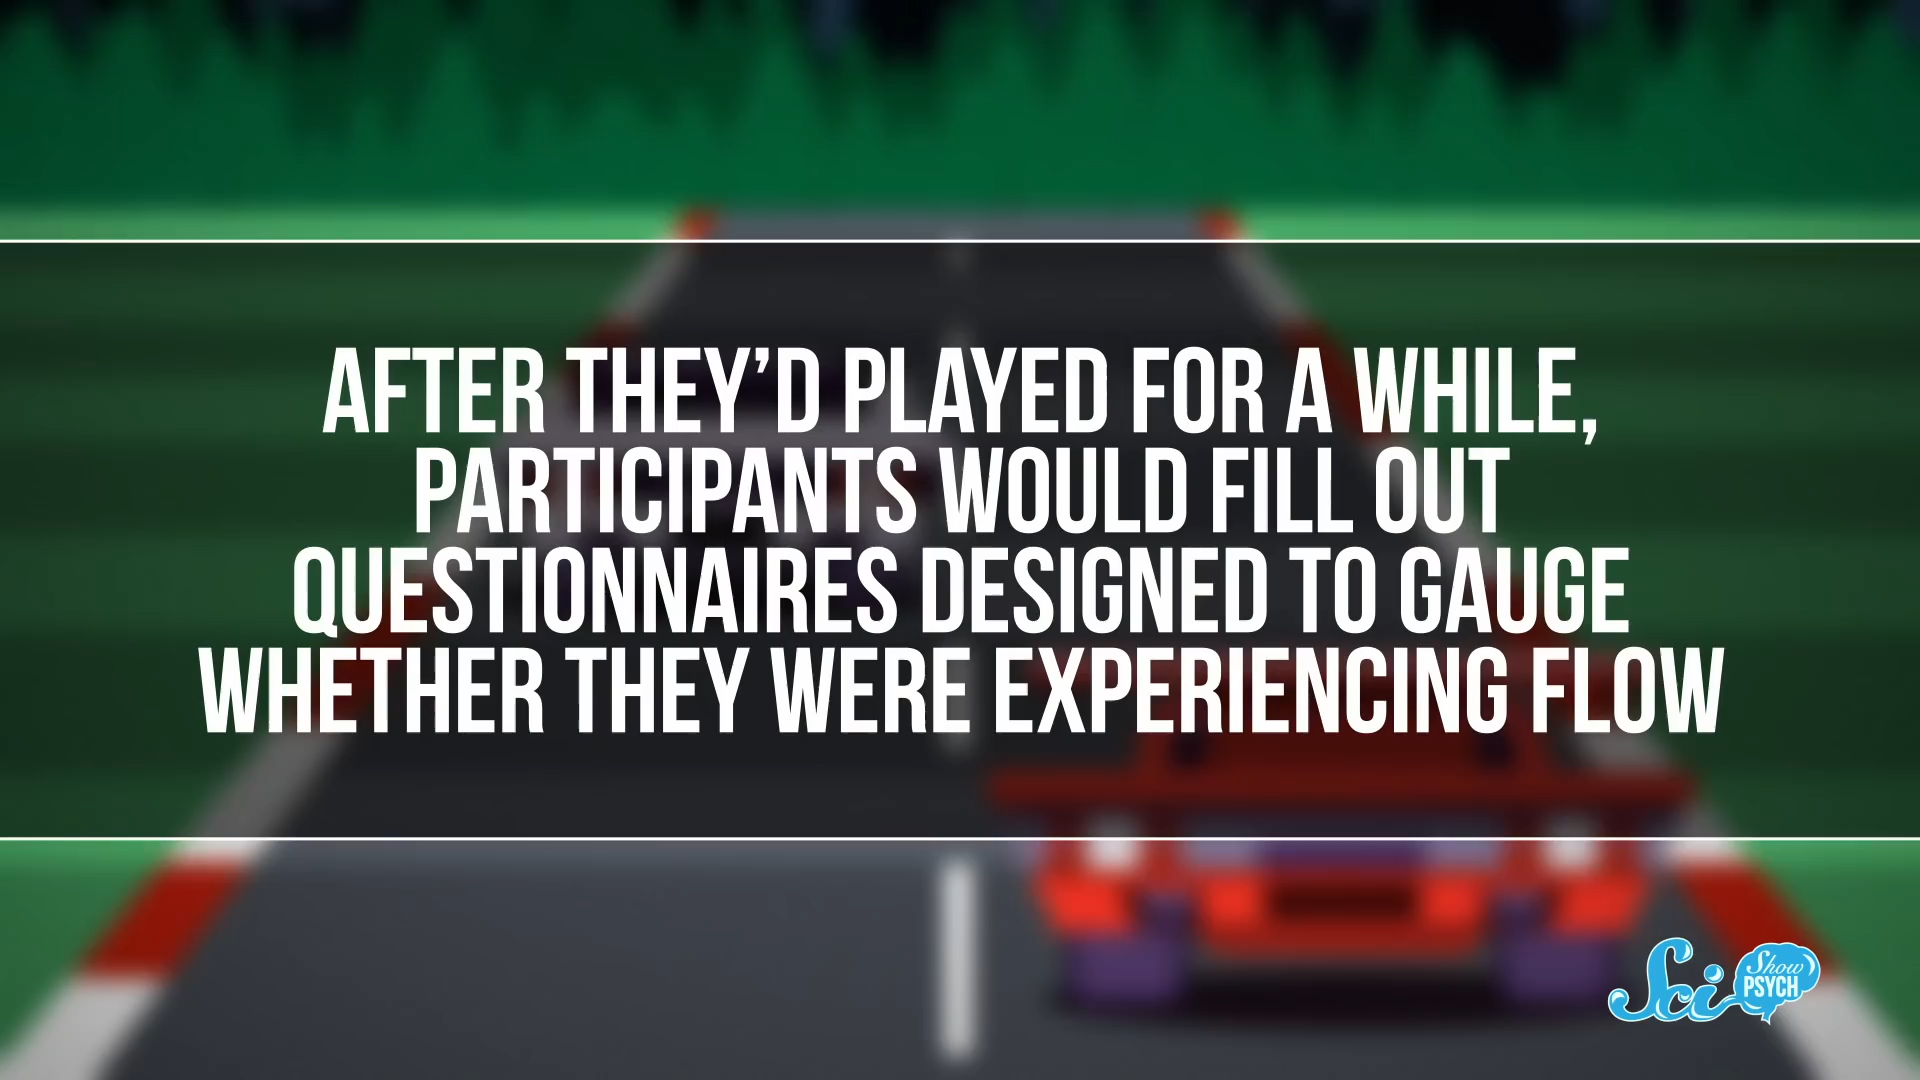 AFTER THEY’D PLAYED FOR A WHILE,
PARTICIPANTS WOULD FILL OUT
QUESTIONNAIRES DESIGNED TO GAUGE
WHETHER THEY WERE EXPERIENCING FLOW
Sci Show
PSYCH